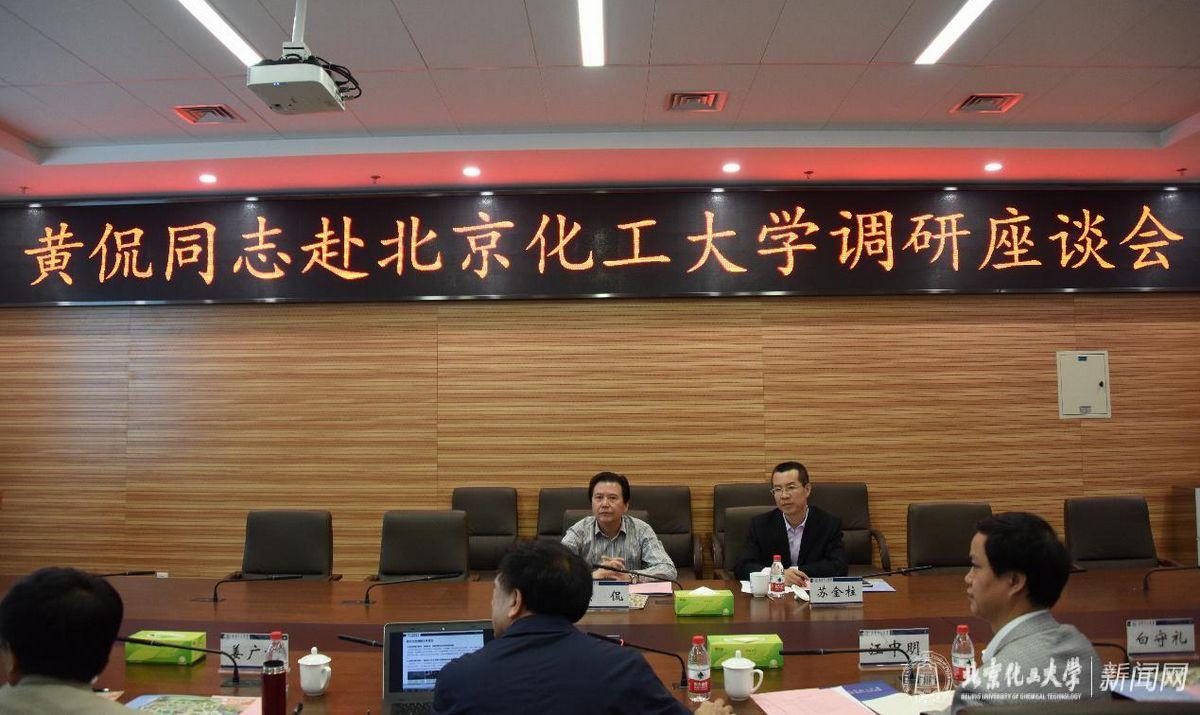 黄侃同志赴北京化工大学调研座谈会
侃
苏金柱
姜广
汪中明
白守礼
北京化工大学
BEIJING UNIVERSITY OF CHEMICAL TECHNOLOGY
新闻网